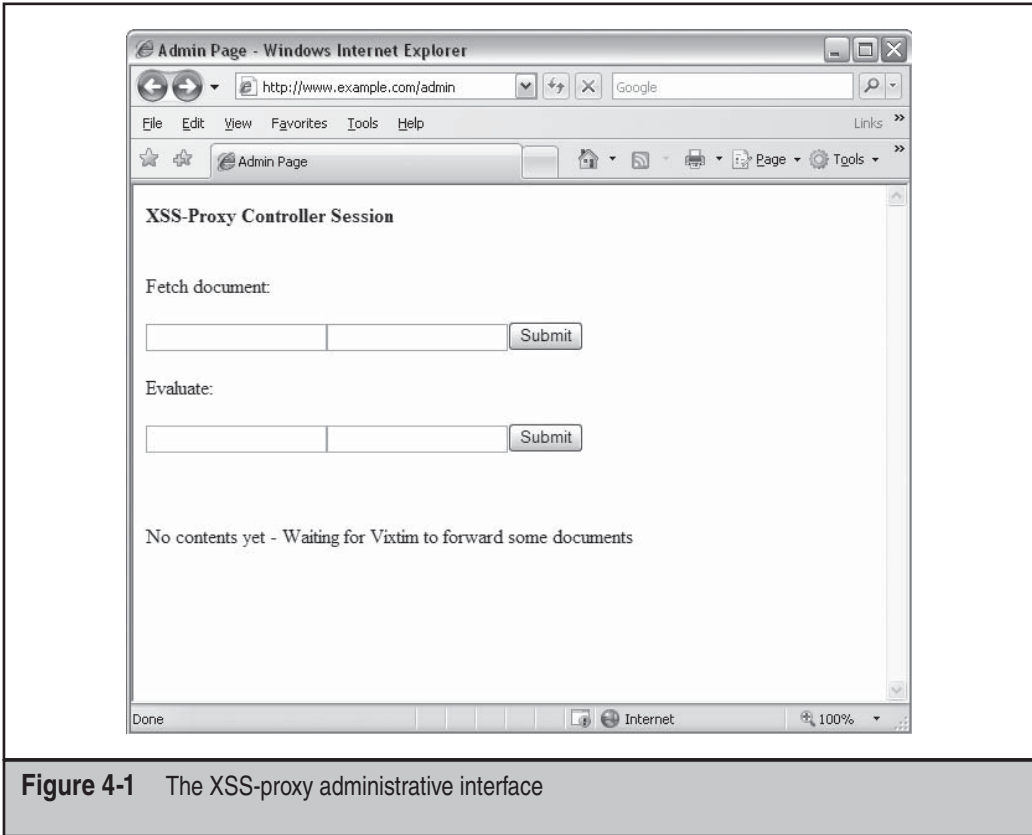 Admin Page - Windows Internet Explorer
http://www.example.com/admin
Google
File Edit View Favorites Tools Help
Links »
Admin Page
Page Tools »
XSS-Proxy Controller Session
Fetch document:
Submit
Evaluate:
Submit
No contents yet - Waiting for Vixtim to forward some documents
Done
Internet
100%
Figure 4-1 The XSS-proxy administrative interface